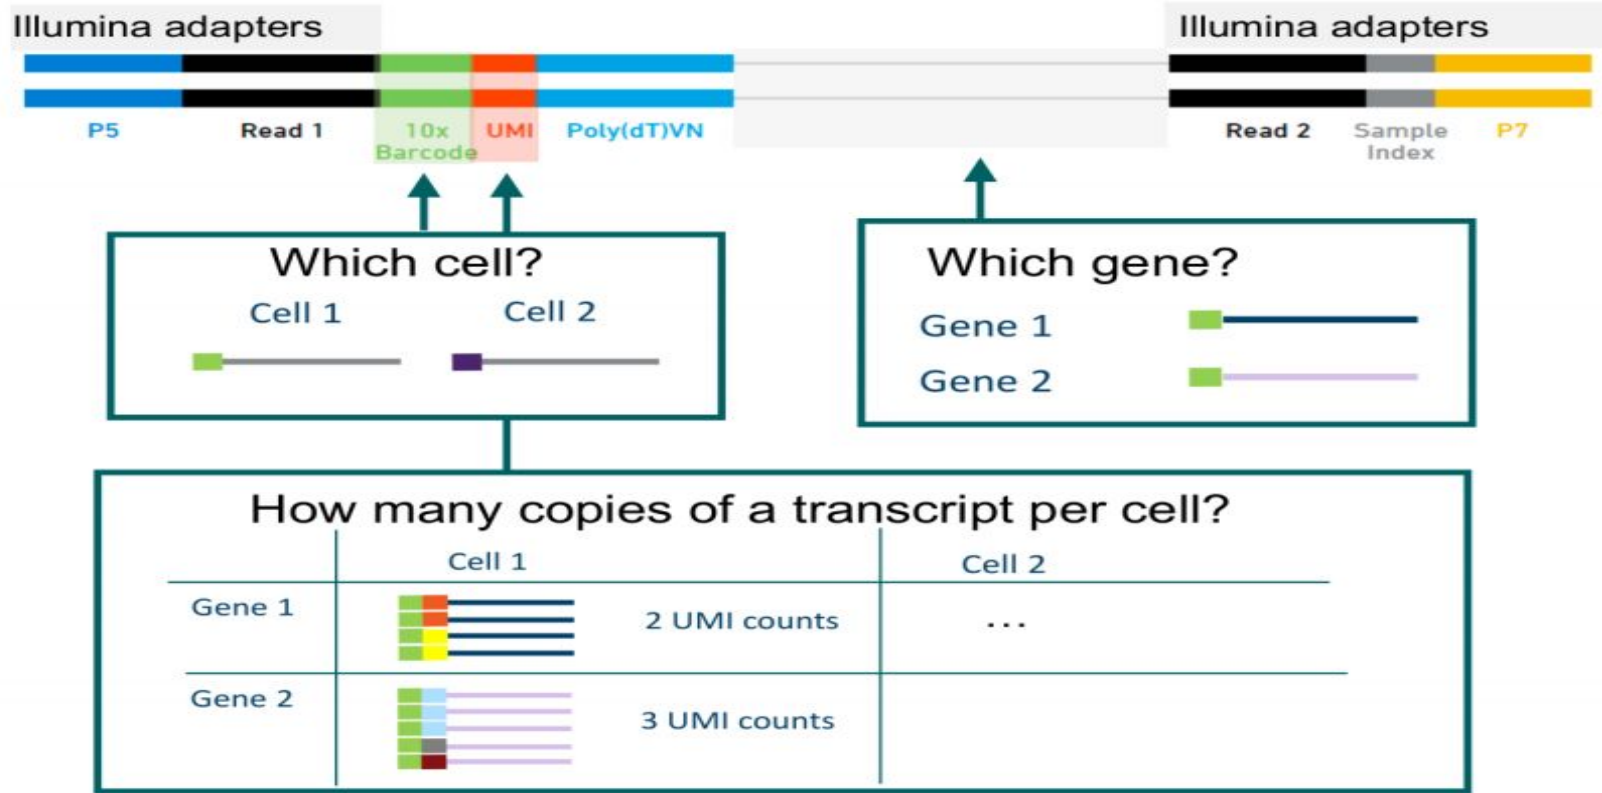 Illumina adapters
Illumina adapters
P5
Read 1
10x
Barcode
UMI
Poly(dT)VN
Read 2
Sample
Index
P7
Which cell?
Cell 1
Cell 2
Which gene?
Gene 1
Gene 2
How many copies of a transcript per cell?
Cell 1
Cell 2
Gene 1
2 UMI counts
...
Gene 2
3 UMI counts